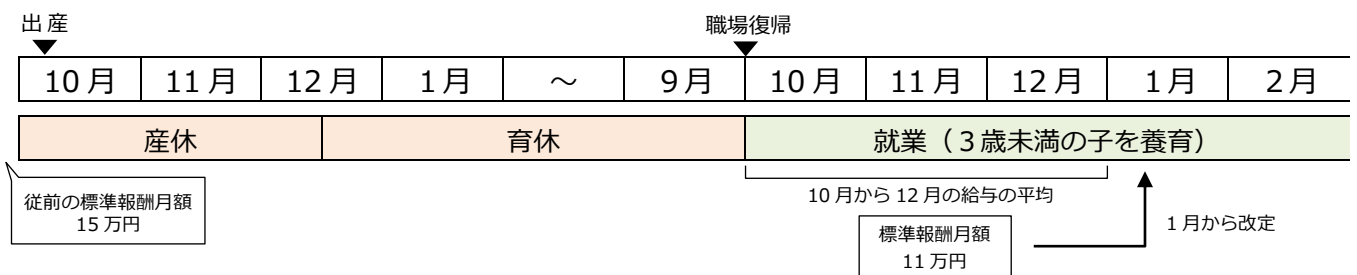 出産
職場復帰
10月 11月 12月 1月 ～ 9月 10月 11月 12月 1月 2月
産休 育休 就業（３歳未満の子を養育）
従前の標準報酬月額
15万円
10月から12月の給与の平均
標準報酬月額
11万円
1月から改定